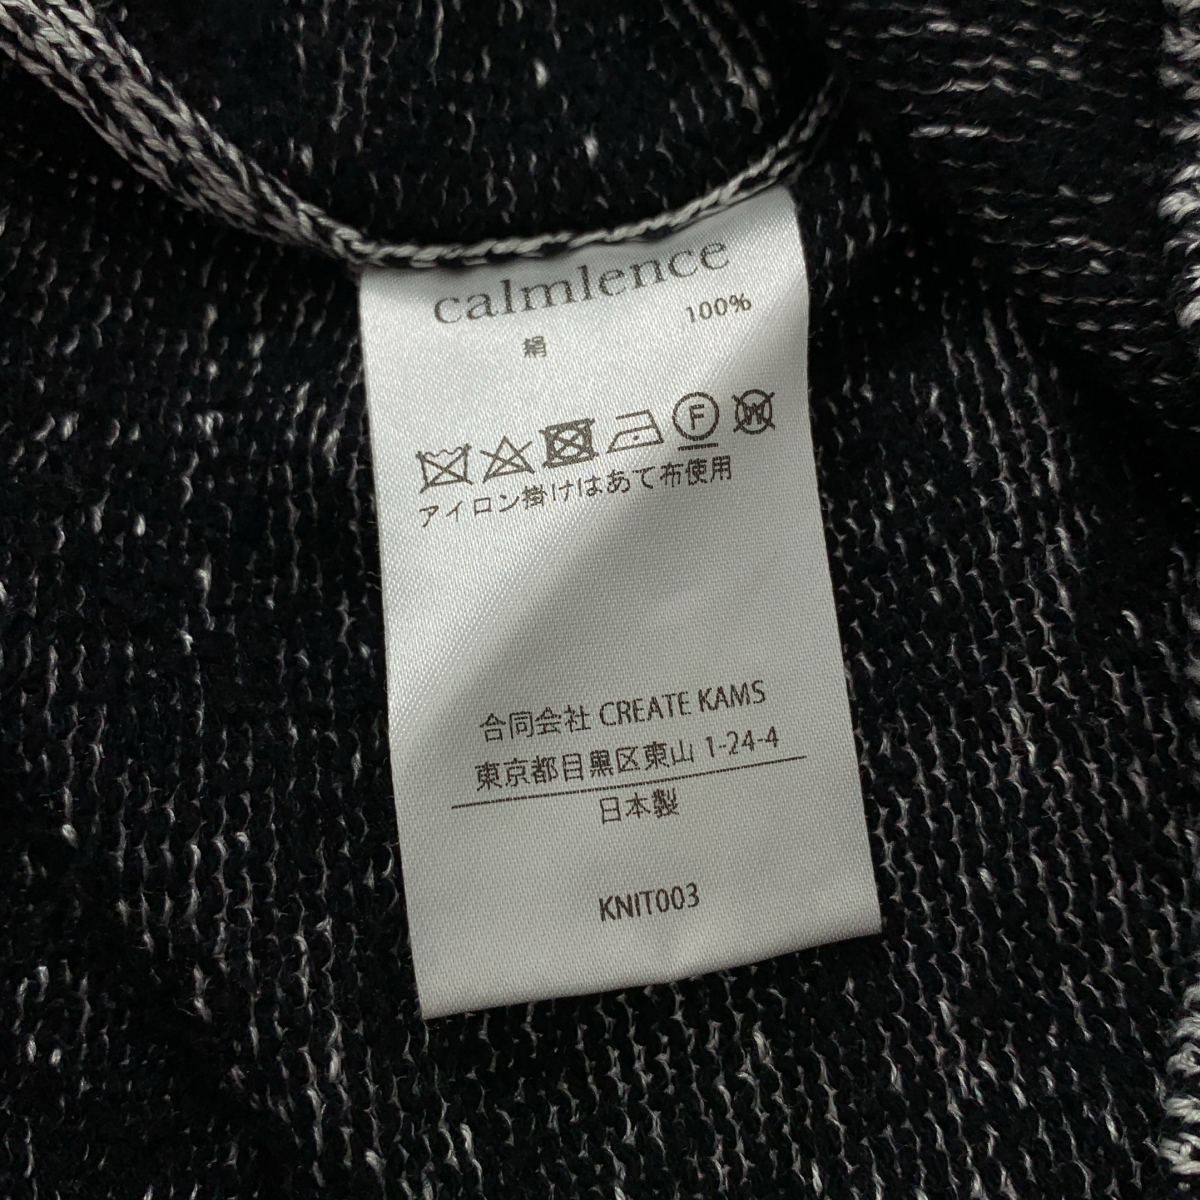 calmlence
絹 100%
F W
アイロン掛けはあて布使用
合同会社 CREATE KAMS
東京都目黒区東山 1-24-4
日本製
KNIT003